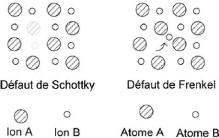 Défaut de Schottky
Défaut de Frenkel
Ion A
Ion B
Atome A
Atome B